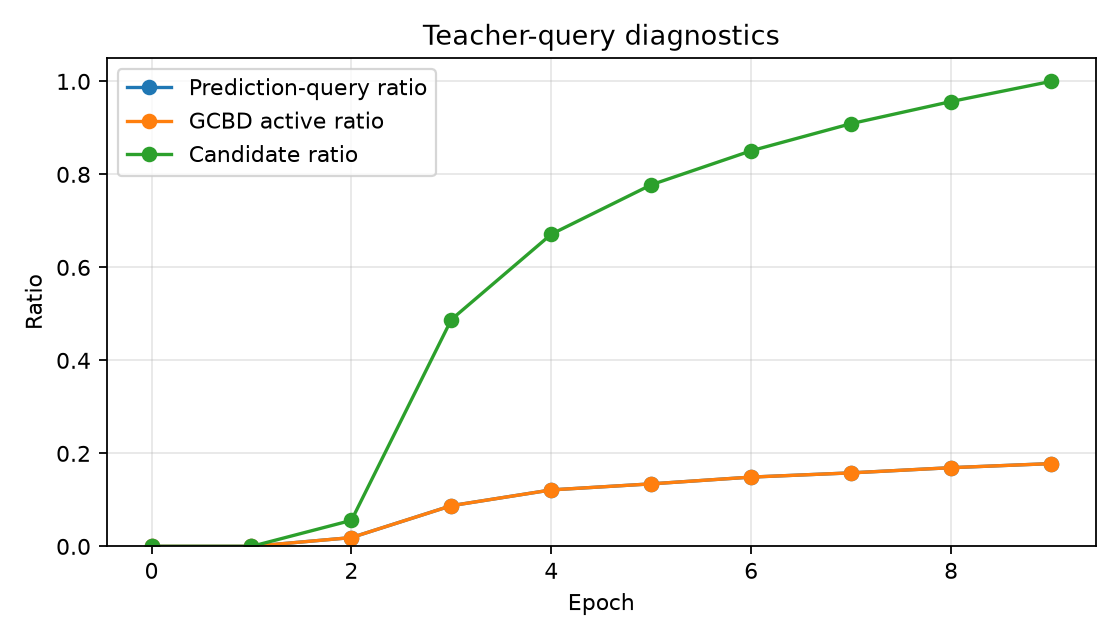 Teacher-query diagnostics
Prediction-query ratio
GCBD active ratio
Candidate ratio
1.0
0.8
0.6
0.4
0.2
0.0
Ratio
0 2 4 6 8
Epoch